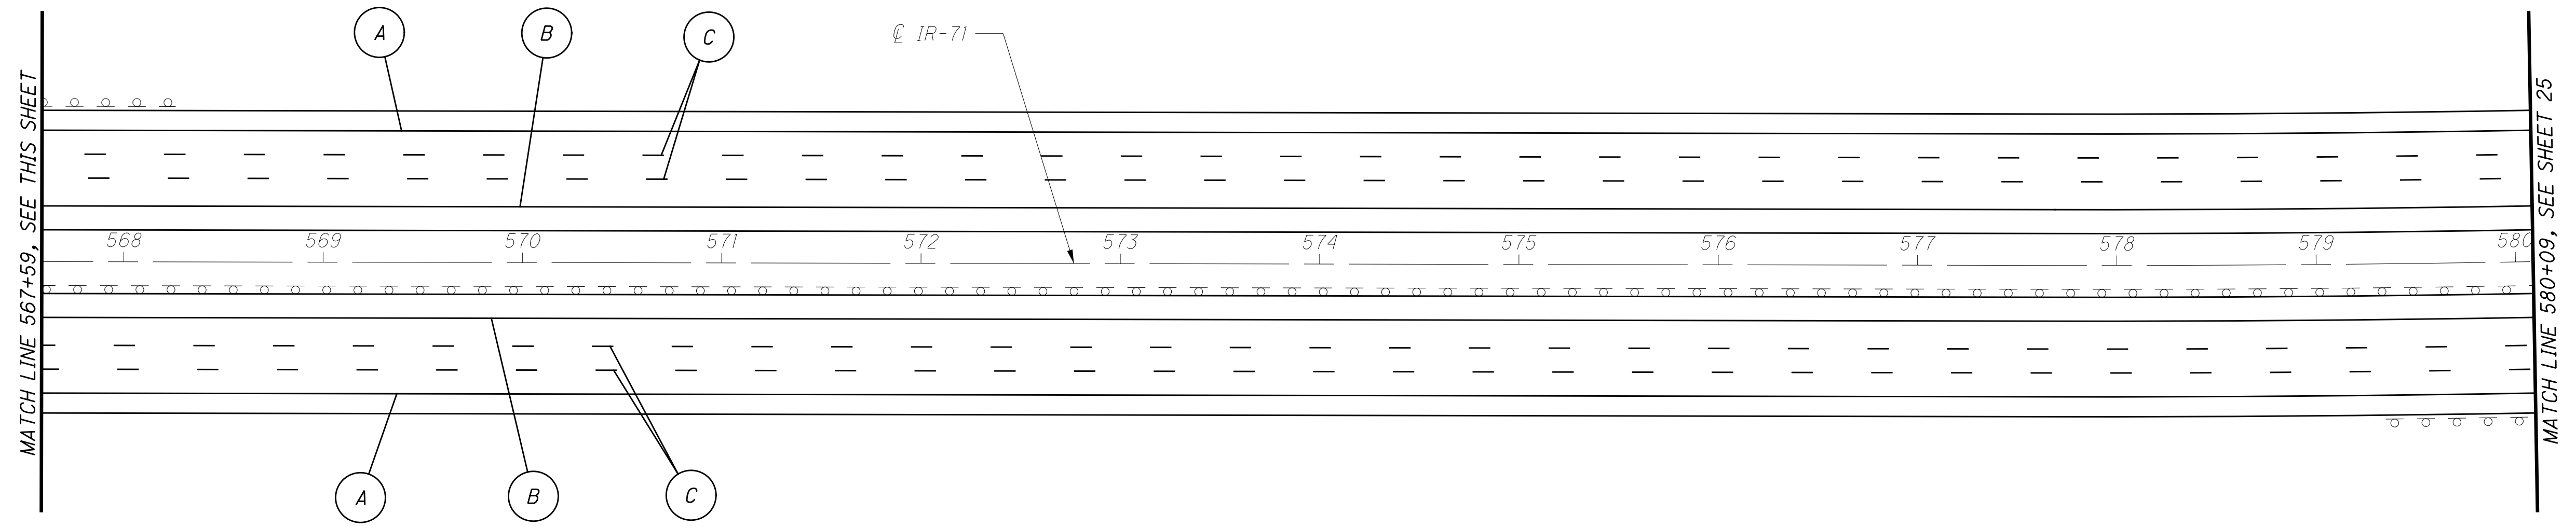 A
B
C
℄ IR-71
MATCH LINE 567+59, SEE THIS SHEET
568 569 570 571 572 573 574 575 576 577 578 579 580
MATCH LINE 580+09, SEE SHEET 25
A
B
C